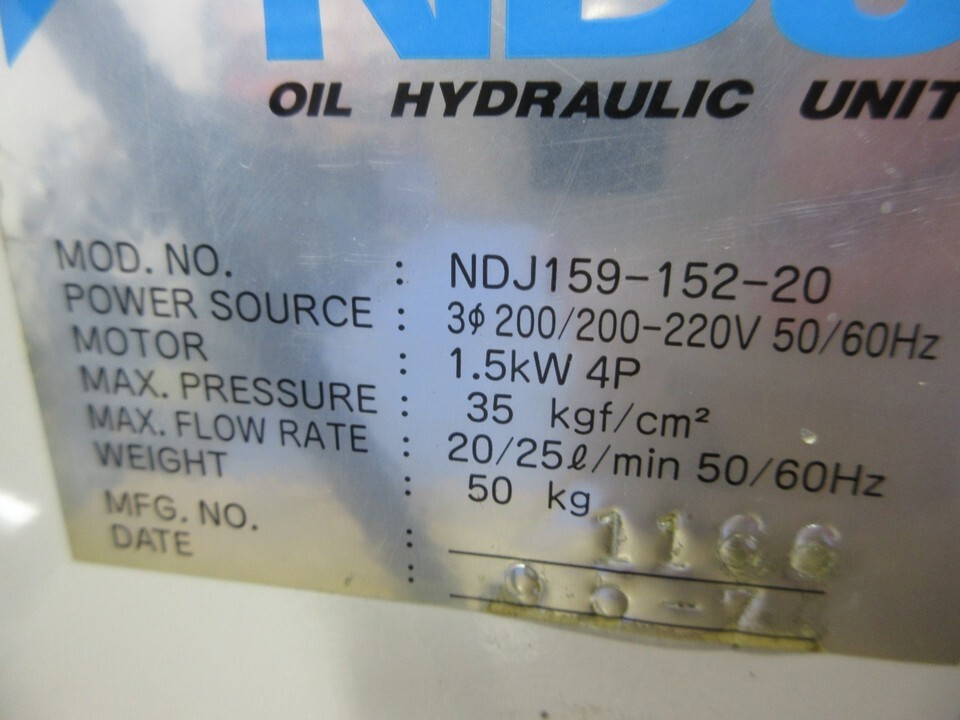 OIL HYDRAULIC UNIT
MOD. NO. : NDJ159-152-20
POWER SOURCE : 3φ 200/200-220V 50/60Hz
MOTOR : 1.5kW 4P
MAX. PRESSURE : 35 kgf/cm²
MAX. FLOW RATE : 20/25ℓ/min 50/60Hz
WEIGHT : 50 kg
MFG. NO. : 1166
DATE :